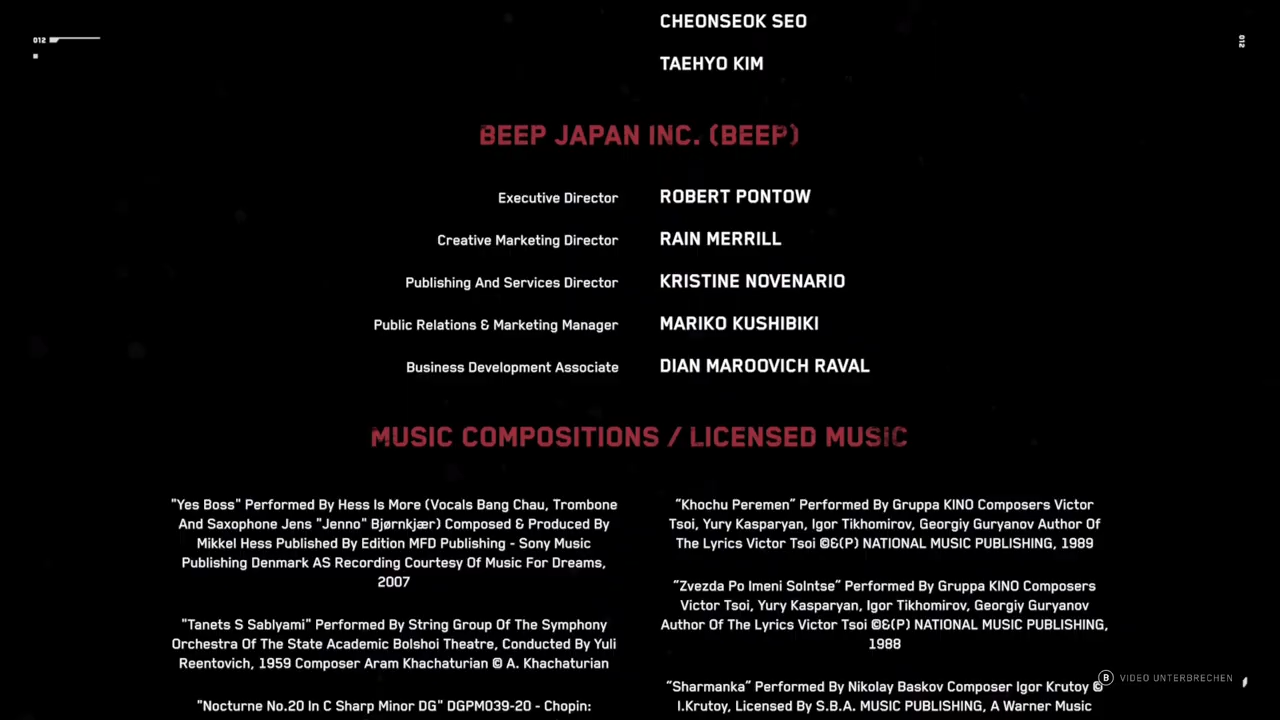 CHEONSEOK SEO
012
012
TAEHYO KIM
BEEP JAPAN INC. (BEEP)
Executive Director ROBERT PONTOW
Creative Marketing Director RAIN MERRILL
Publishing And Services Director KRISTINE NOVENARIO
Public Relations & Marketing Manager MARIKO KUSHIBIKI
Business Development Associate DIAN MAROOVICH RAVAL
MUSIC COMPOSITIONS / LICENSED MUSIC
"Yes Boss" Performed By Hess Is More (Vocals Bang Chau, Trombone
And Saxophone Jens "Jenno" Bjørnkjær) Composed & Produced By
Mikkel Hess Published By Edition MFD Publishing - Sony Music
Publishing Denmark AS Recording Courtesy Of Music For Dreams,
2007
"Tanets S Sablyami" Performed By String Group Of The Symphony
Orchestra Of The State Academic Bolshoi Theatre, Conducted By Yuli
Reentovich, 1959 Composer Aram Khachaturian © A. Khachaturian
"Nocturne No.20 In C Sharp Minor DG" DGPM039-20 - Chopin:
“Khochu Peremen” Performed By Gruppa KINO Composers Victor
Tsoi, Yury Kasparyan, Igor Tikhomirov, Georgiy Guryanov Author Of
The Lyrics Victor Tsoi ©&(P) NATIONAL MUSIC PUBLISHING, 1989
“Zvezda Po Imeni Solntse” Performed By Gruppa KINO Composers
Victor Tsoi, Yury Kasparyan, Igor Tikhomirov, Georgiy Guryanov
Author Of The Lyrics Victor Tsoi ©&(P) NATIONAL MUSIC PUBLISHING,
1988
“Sharmanka” Performed By Nikolay Baskov Composer Igor Krutoy ©
I.Krutoy, Licensed By S.B.A. MUSIC PUBLISHING, A Warner Music
B VIDEO UNTERBRECHEN